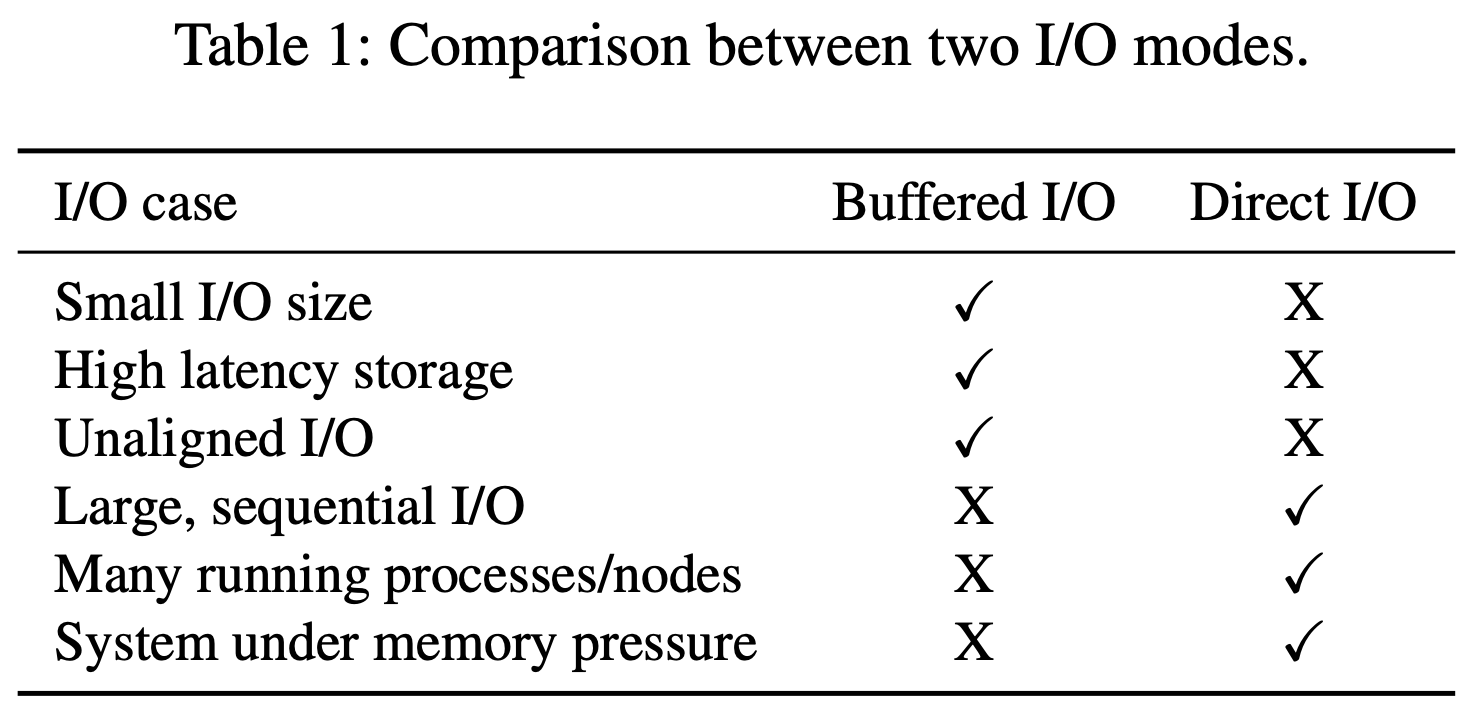 Table 1: Comparison between two I/O modes.
I/O case Buffered I/O Direct I/O
Small I/O size ✓ X
High latency storage ✓ X
Unaligned I/O ✓ X
Large, sequential I/O X ✓
Many running processes/nodes X ✓
System under memory pressure X ✓